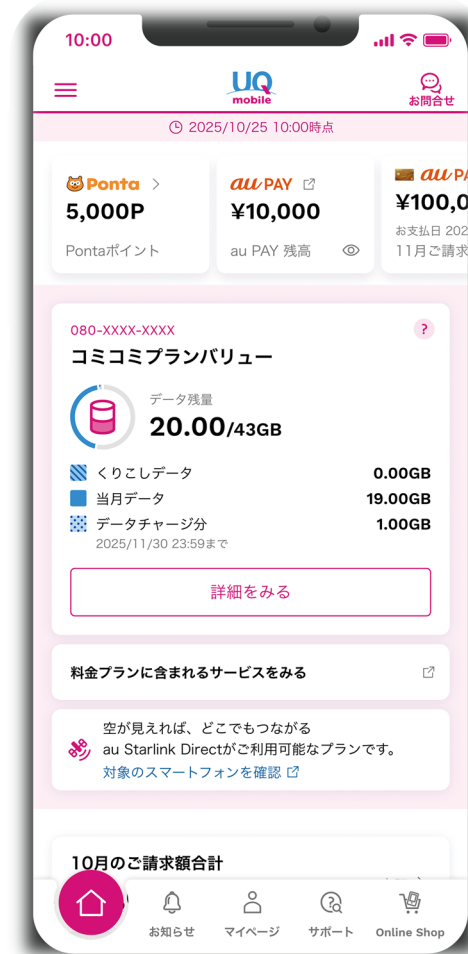 10:00
UQ
mobile
お問合せ
2025/10/25 10:00時点
Ponta
5,000P
Pontaポイント
au PAY
¥10,000
au PAY 残高
au PA
¥100,0
お支払日 202
11月ご請求
080-XXXX-XXXX
?
コミコミプランバリュー
データ残量
20.00/43GB
くりこしデータ 0.00GB
当月データ 19.00GB
データチャージ分 1.00GB
2025/11/30 23:59まで
詳細をみる
料金プランに含まれるサービスをみる
空が見えれば、どこでもつながる
au Starlink Directがご利用可能なプランです。
対象のスマートフォンを確認
10月のご請求額合計
お知らせ
マイページ
サポート
Online Shop